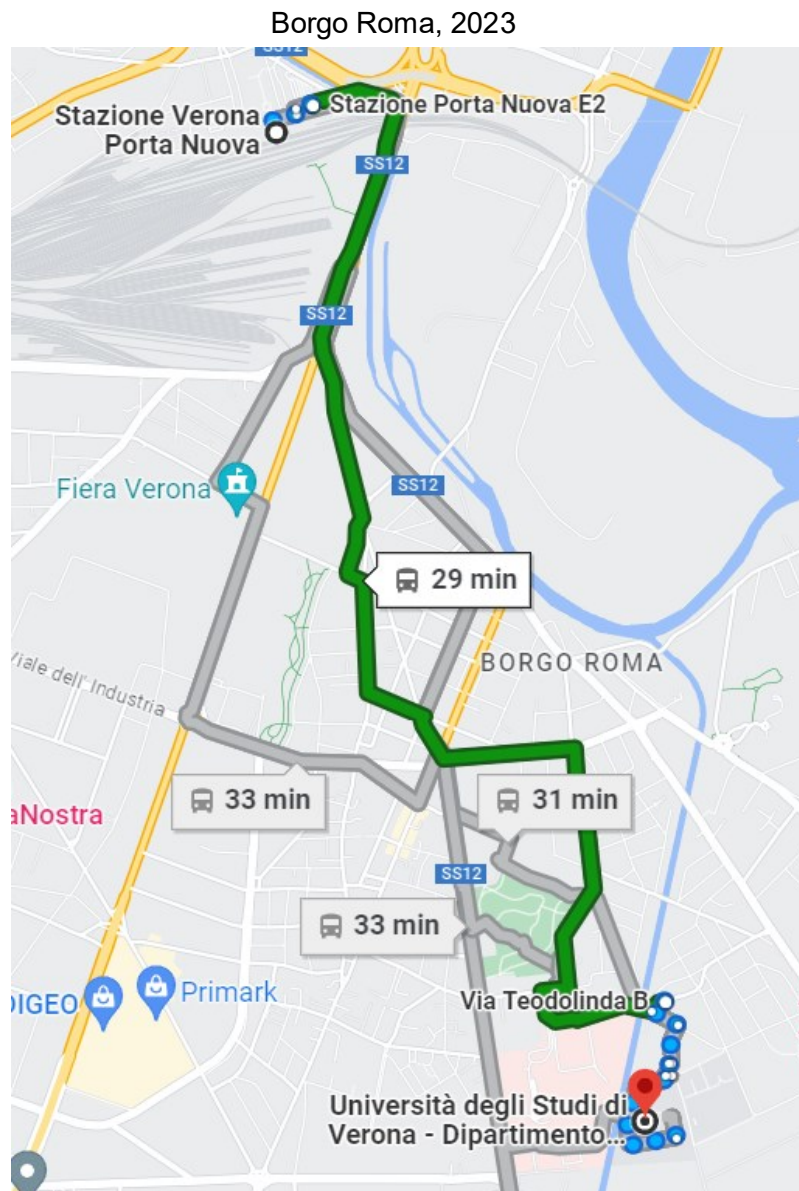 Borgo Roma, 2023
SS12
Stazione Verona
Porta Nuova
Stazione Porta Nuova E2
SS12
SS12
Fiera Verona
SS12
29 min
BORGO ROMA
Viale dell'Industria
33 min
31 min
aNostra
SS12
33 min
DIGEO
Primark
Via Teodolinda B
Università degli Studi di
Verona - Dipartimento...